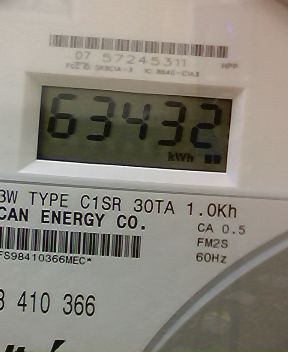 07 57245311
HPP
63432
kWh
3W TYPE C1SR 30TA 1.0Kh
CAN ENERGY CO.
CA 0.5
FM2S
60Hz
FS98410366MEC*
3 410 366